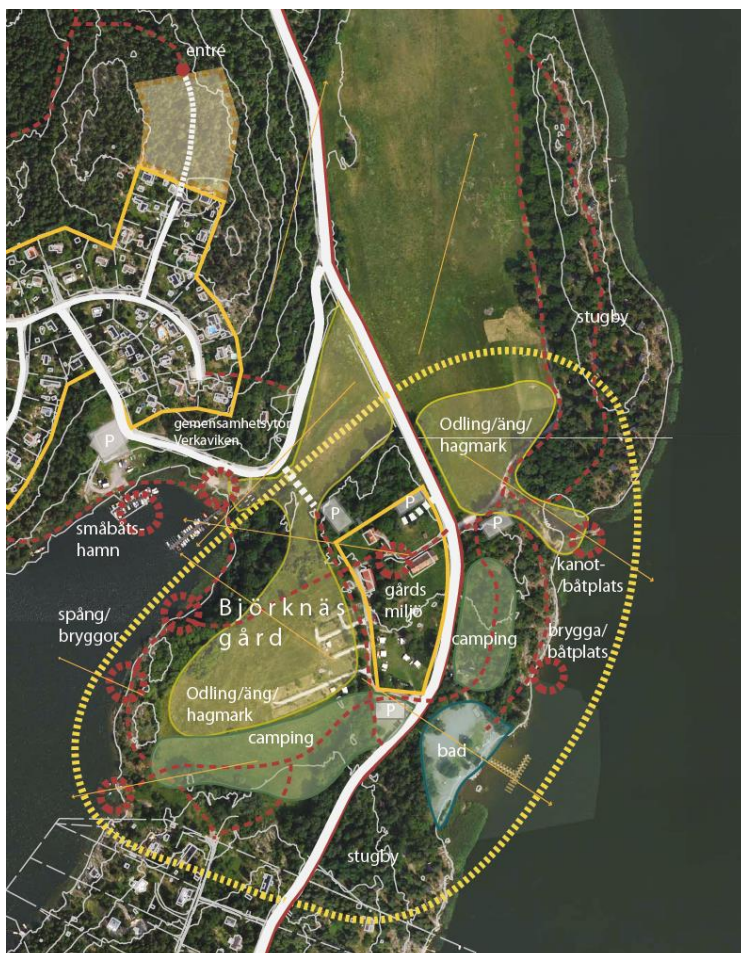 entré
stugby
gemensamhetsytor
Verkaviken
P
Odling/äng/
hagmark
P
P
P
småbåts-
hamn
kanot-
/båtplats
gårds
miljö
spång/
bryggor
Björknäs
gård
camping
brygga/
båtplats
Odling/äng/
hagmark
P
camping
bad
stugby